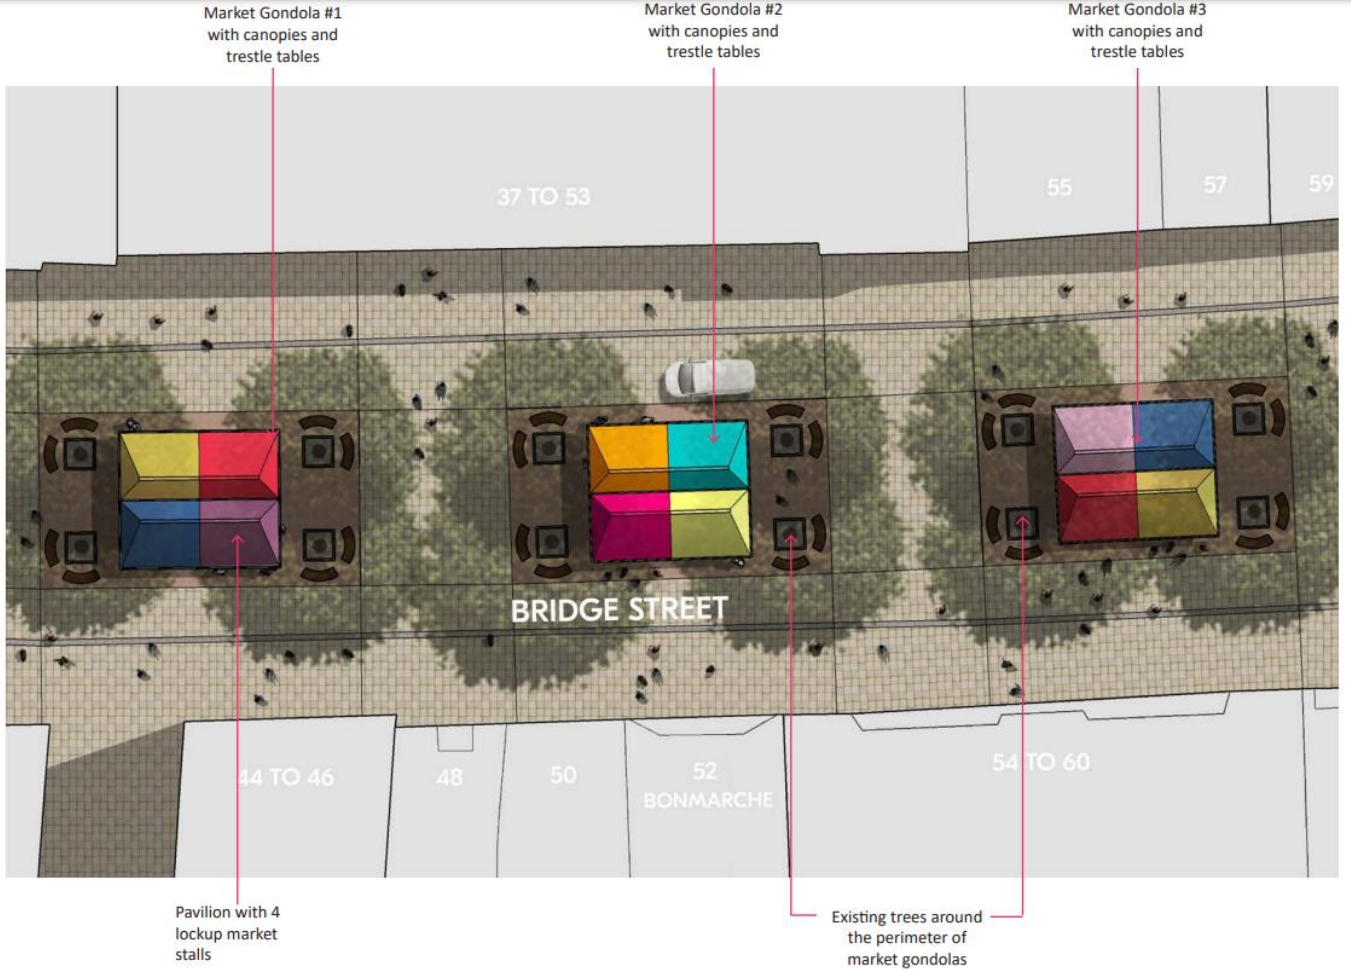 Market Gondola #1
with canopies and
trestle tables
Market Gondola #2
with canopies and
trestle tables
Market Gondola #3
with canopies and
trestle tables
37 TO 53
55
57
59
BRIDGE STREET
44 TO 46
48
50
52
BONMARCHE
54 TO 60
Pavilion with 4
lockup market
stalls
Existing trees around
the perimeter of
market gondolas